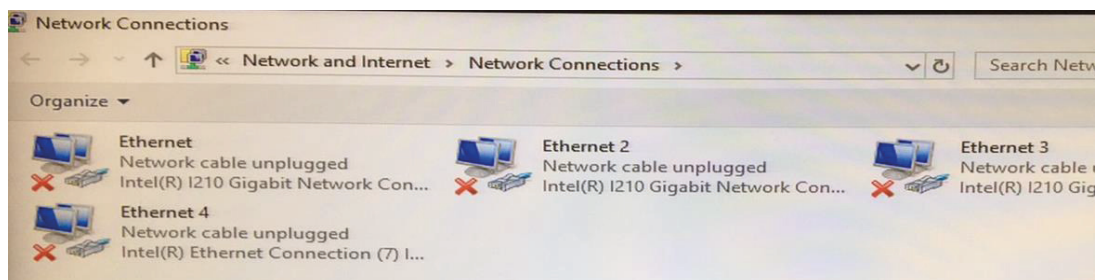 Network Connections
« Network and Internet > Network Connections >
Search Netw
Organize
Ethernet
Network cable unplugged
Intel(R) I210 Gigabit Network Con...
Ethernet 2
Network cable unplugged
Intel(R) I210 Gigabit Network Con...
Ethernet 3
Network cable
Intel(R) I210 Gig
Ethernet 4
Network cable unplugged
Intel(R) Ethernet Connection (7) I...